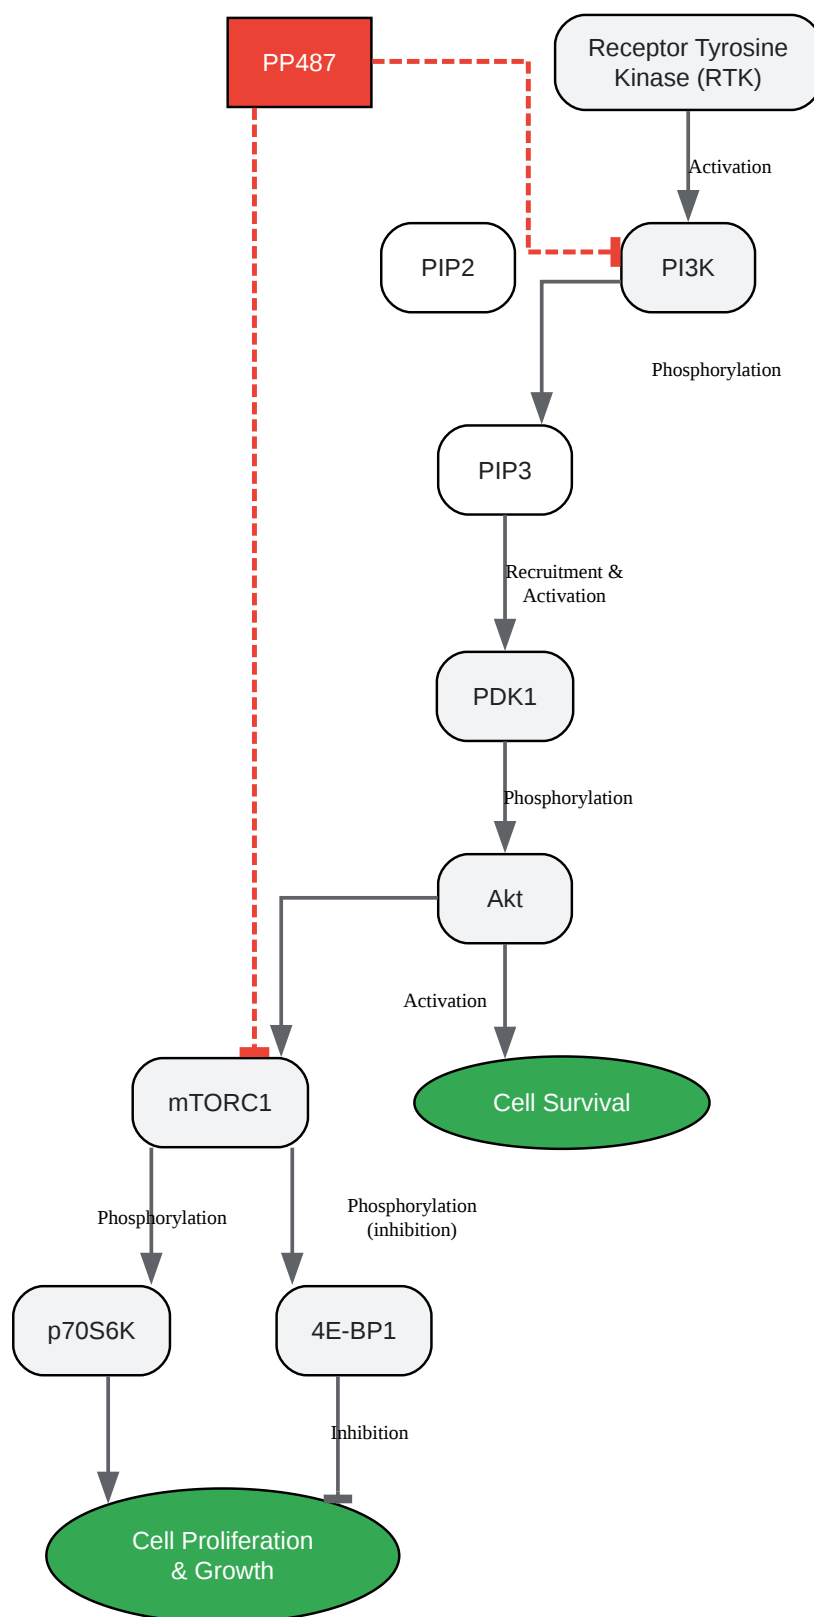 PP487
Receptor Tyrosine
Kinase (RTK)
Activation
PIP2
PI3K
Phosphorylation
PIP3
Recruitment &
Activation
PDK1
Phosphorylation
Akt
Activation
mTORC1
Cell Survival
Phosphorylation
Phosphorylation
(inhibition)
p70S6K
4E-BP1
Inhibition
Cell Proliferation
& Growth